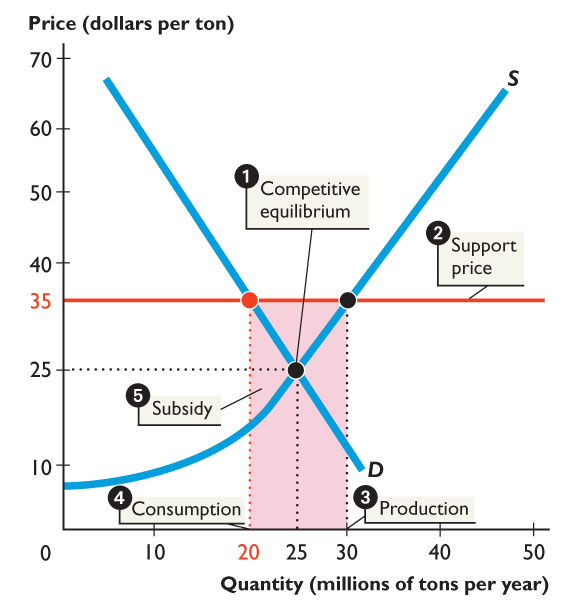 Price (dollars per ton)
70
60
50
40
35
25
10
0
S
1
Competitive
equilibrium
2
Support
price
5
Subsidy
D
4
Consumption
3
Production
10
20
25
30
40
50
Quantity (millions of tons per year)